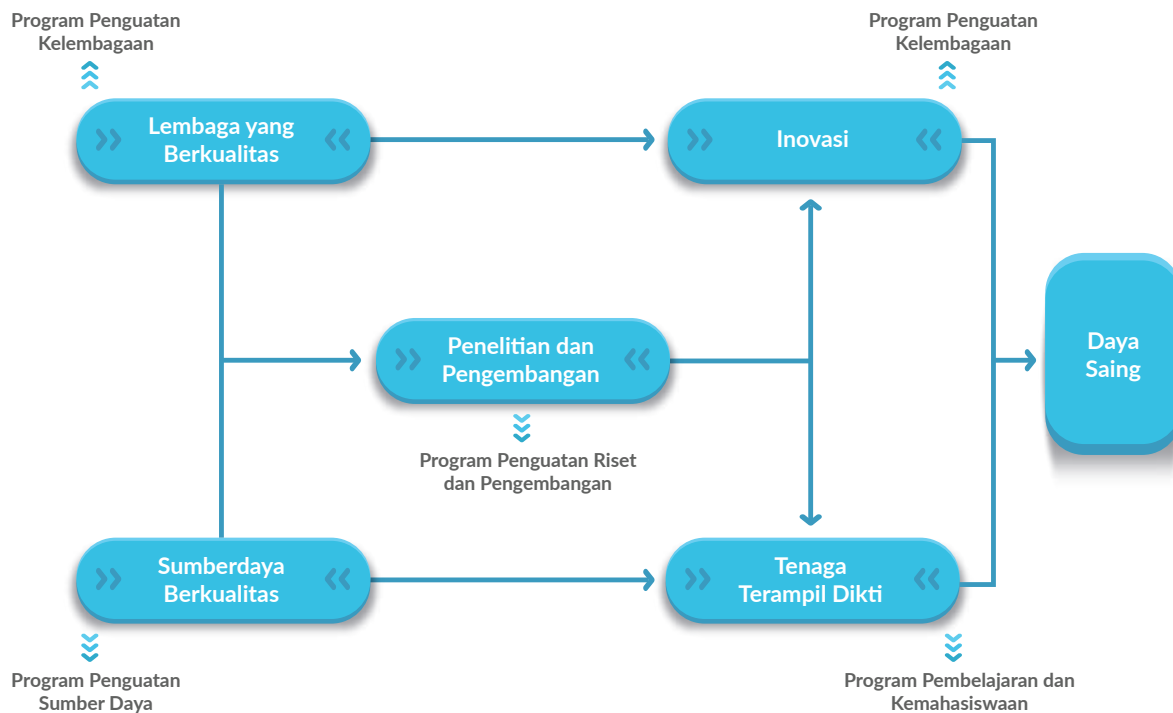 Program Penguatan
Kelembagaan
Program Penguatan
Kelembagaan
Lembaga yang
Berkualitas
Inovasi
Penelitian dan
Pengembangan
Daya
Saing
Program Penguatan Riset
dan Pengembangan
Sumberdaya
Berkualitas
Tenaga
Terampil Dikti
Program Penguatan
Sumber Daya
Program Pembelajaran dan
Kemahasiswaan